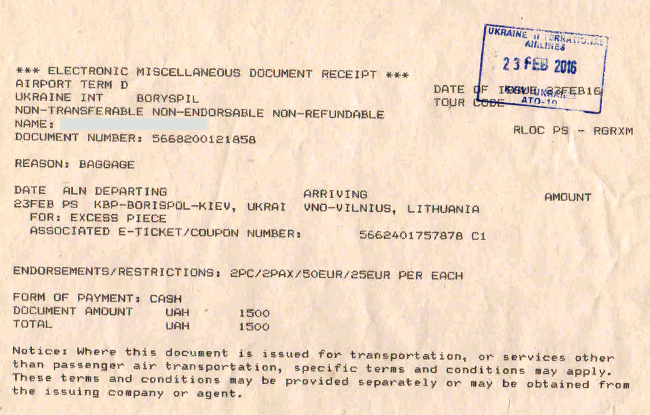 UKRAINE INTERNATIONAL
AIRLINES
23 FEB 2016
KYIV, UKRAINE
ATO-10
*** ELECTRONIC MISCELLANEOUS DOCUMENT RECEIPT ***
AIRPORT TERM D DATE OF ISSUE 23FEB16
UKRAINE INT BORYSPIL TOUR CODE
NON-TRANSFERABLE NON-ENDORSABLE NON-REFUNDABLE
NAME:
RLOC PS - RGRXM
DOCUMENT NUMBER: 5668200121858
REASON: BAGGAGE
DATE ALN DEPARTING ARRIVING AMOUNT
23FEB PS KBP-BORISPOL-KIEV, UKRAI VNO-VILNIUS, LITHUANIA
FOR: EXCESS PIECE
ASSOCIATED E-TICKET/COUPON NUMBER: 5662401757878 C1
ENDORSEMENTS/RESTRICTIONS: 2PC/2PAX/50EUR/25EUR PER EACH
FORM OF PAYMENT: CASH
DOCUMENT AMOUNT UAH 1500
TOTAL UAH 1500
Notice: Where this document is issued for transportation, or services other
than passenger air transportation, specific terms and conditions may apply.
These terms and conditions may be provided separately or may be obtained from
the issuing company or agent.